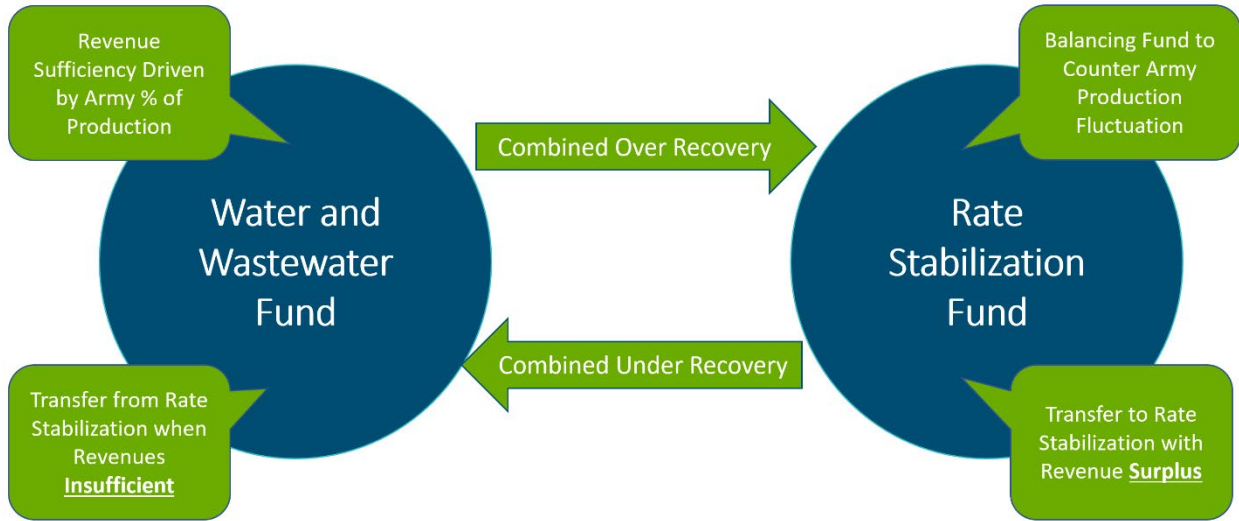 Revenue
Sufficiency Driven
by Army % of
Production
Balancing Fund to
Counter Army
Production
Fluctuation
Combined Over Recovery
Water and
Wastewater
Fund
Rate
Stabilization
Fund
Combined Under Recovery
Transfer from Rate
Stabilization when
Revenues
Insufficient
Transfer to Rate
Stabilization with
Revenue Surplus